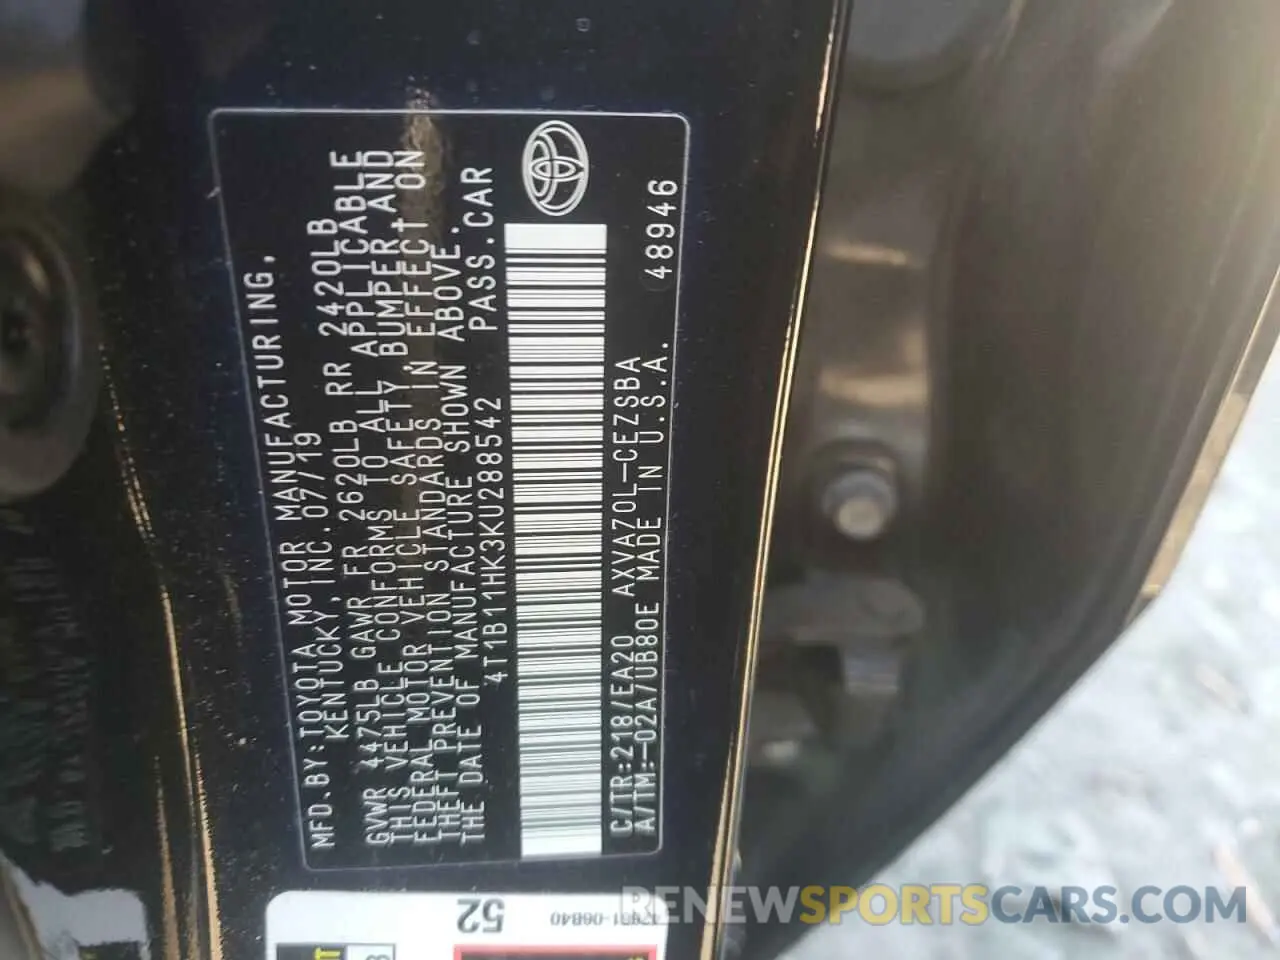 MFD.BY:TOYOTA MOTOR MANUFACTURING,
KENTUCKY, INC. 07/19
GVWR 4475LB GAWR FR 2620LB RR 2420LB
THIS VEHICLE CONFORMS TO ALL APPLICABLE
FEDERAL MOTOR VEHICLE SAFETY, BUMPER AND
THEFT PREVENTION STANDARDS IN EFFECT ON
THE DATE OF MANUFACTURE SHOWN ABOVE.
4T1B11HK3KU288542 PASS.CAR
C/TR:218/EA20 AXVA70L-CEZSBA
A/TM:-02A/UB80E MADE IN U.S.A. 48946
52
06B40
RENEWSPORTSCARS.COM